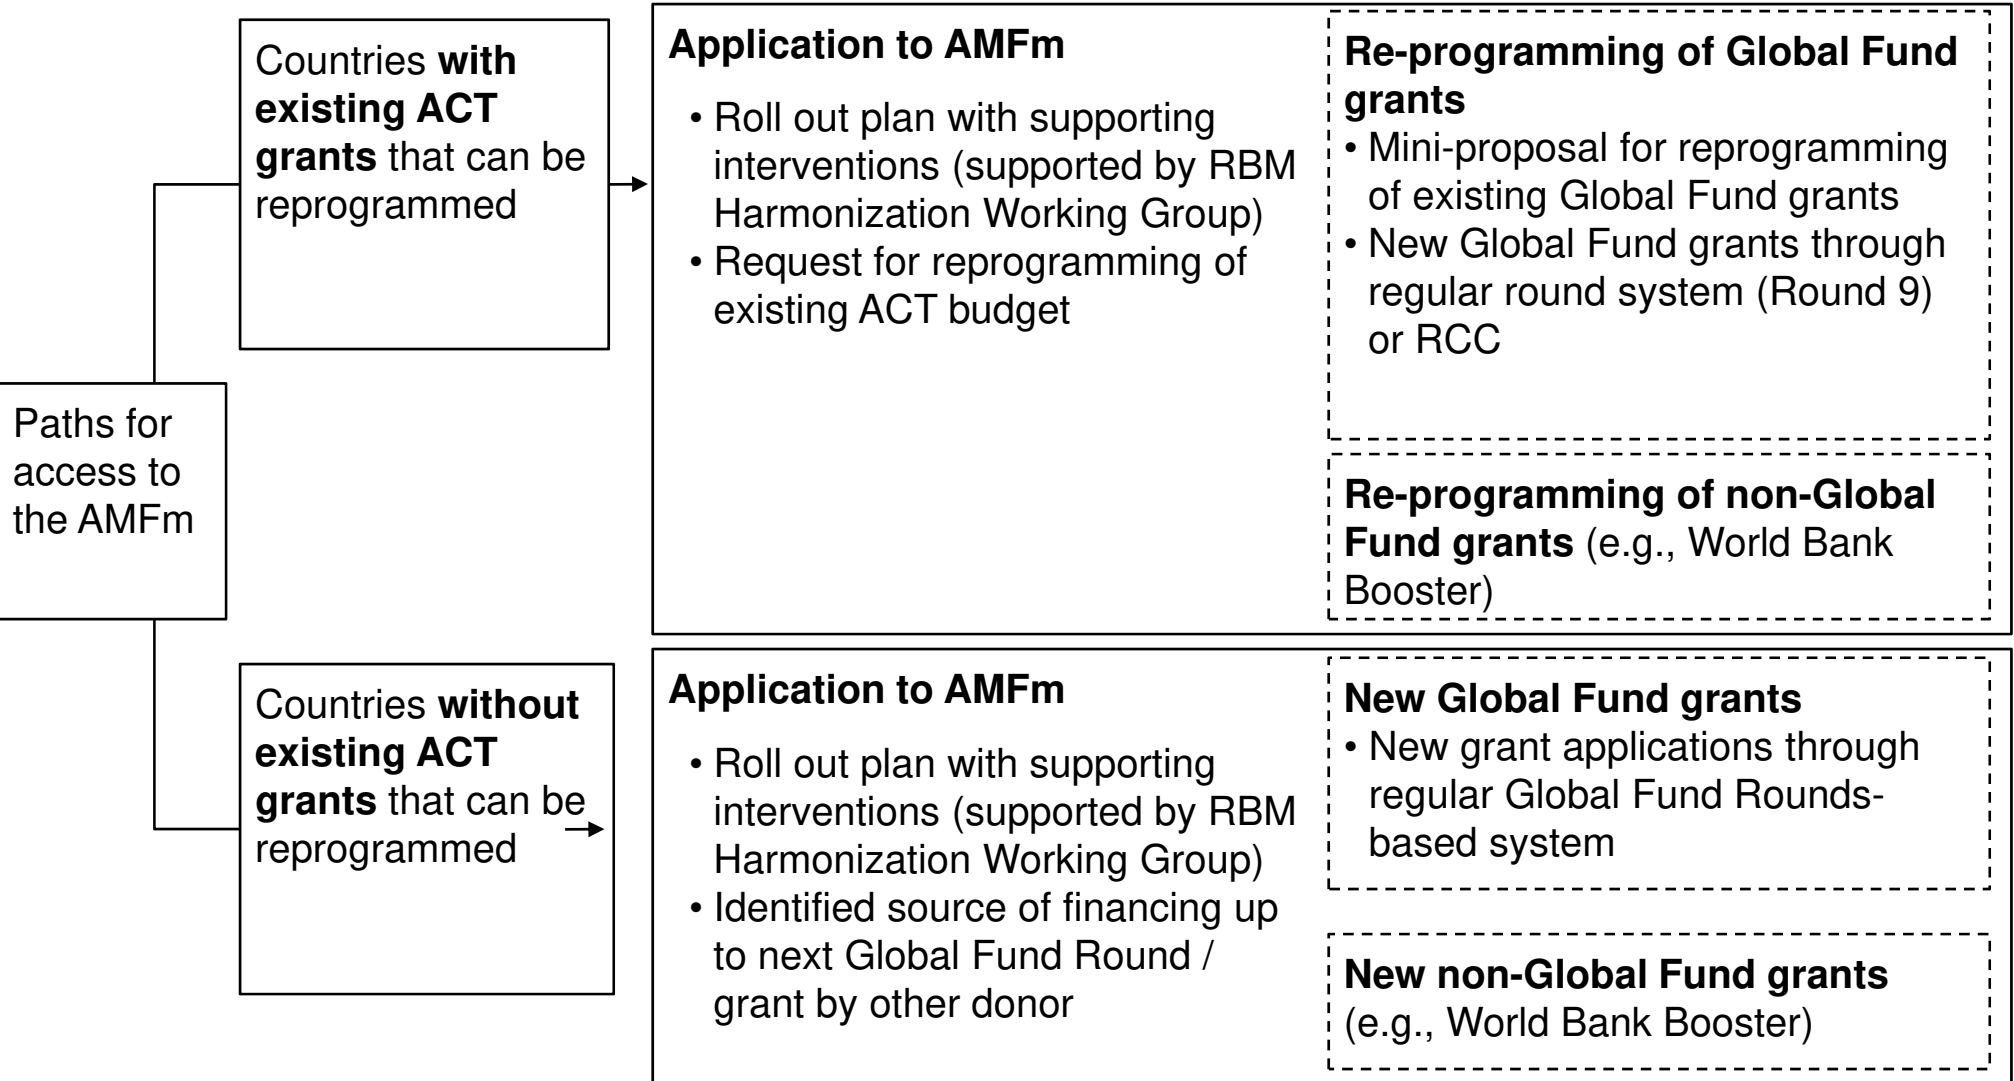 Paths for
access to
the AMFm
Countries with
existing ACT
grants that can be
reprogrammed
Application to AMFm
• Roll out plan with supporting
interventions (supported by RBM
Harmonization Working Group)
• Request for reprogramming of
existing ACT budget
Re-programming of Global Fund
grants
• Mini-proposal for reprogramming
of existing Global Fund grants
• New Global Fund grants through
regular round system (Round 9)
or RCC
Re-programming of non-Global
Fund grants (e.g., World Bank
Booster)
Countries without
existing ACT
grants that can be
reprogrammed
Application to AMFm
• Roll out plan with supporting
interventions (supported by RBM
Harmonization Working Group)
• Identified source of financing up
to next Global Fund Round /
grant by other donor
New Global Fund grants
• New grant applications through
regular Global Fund Rounds-
based system
New non-Global Fund grants
(e.g., World Bank Booster)